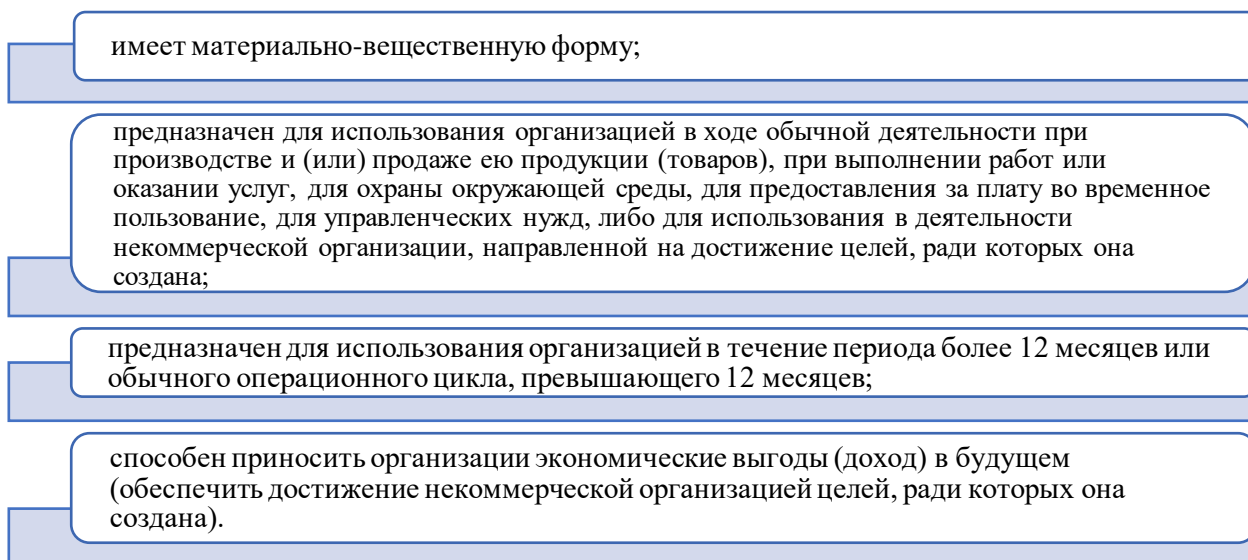 имеет материально-вещественную форму;
предназначен для использования организацией в ходе обычной деятельности при
производстве и (или) продаже ею продукции (товаров), при выполнении работ или
оказании услуг, для охраны окружающей среды, для предоставления за плату во временное
пользование, для управленческих нужд, либо для использования в деятельности
некоммерческой организации, направленной на достижение целей, ради которых она
создана;
предназначен для использования организацией в течение периода более 12 месяцев или
обычного операционного цикла, превышающего 12 месяцев;
способен приносить организации экономические выгоды (доход) в будущем
(обеспечить достижение некоммерческой организацией целей, ради которых она
создана).